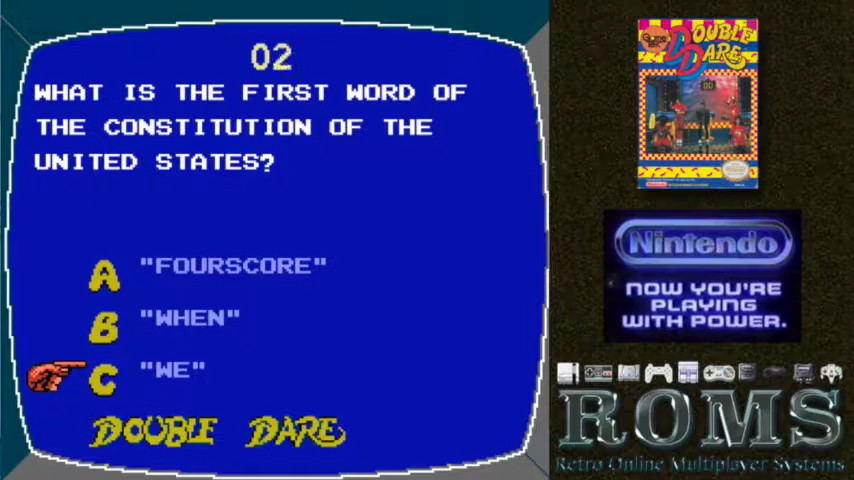 02
WHAT IS THE FIRST WORD OF
THE CONSTITUTION OF THE
UNITED STATES?
A "FOURSCORE"
B "WHEN"
C "WE"
DOUBLE DARE
DOUBLE
DARE
Nintendo
NOW YOU'RE
PLAYING
WITH POWER.
ROMS
Retro Online Multiplayer Systems